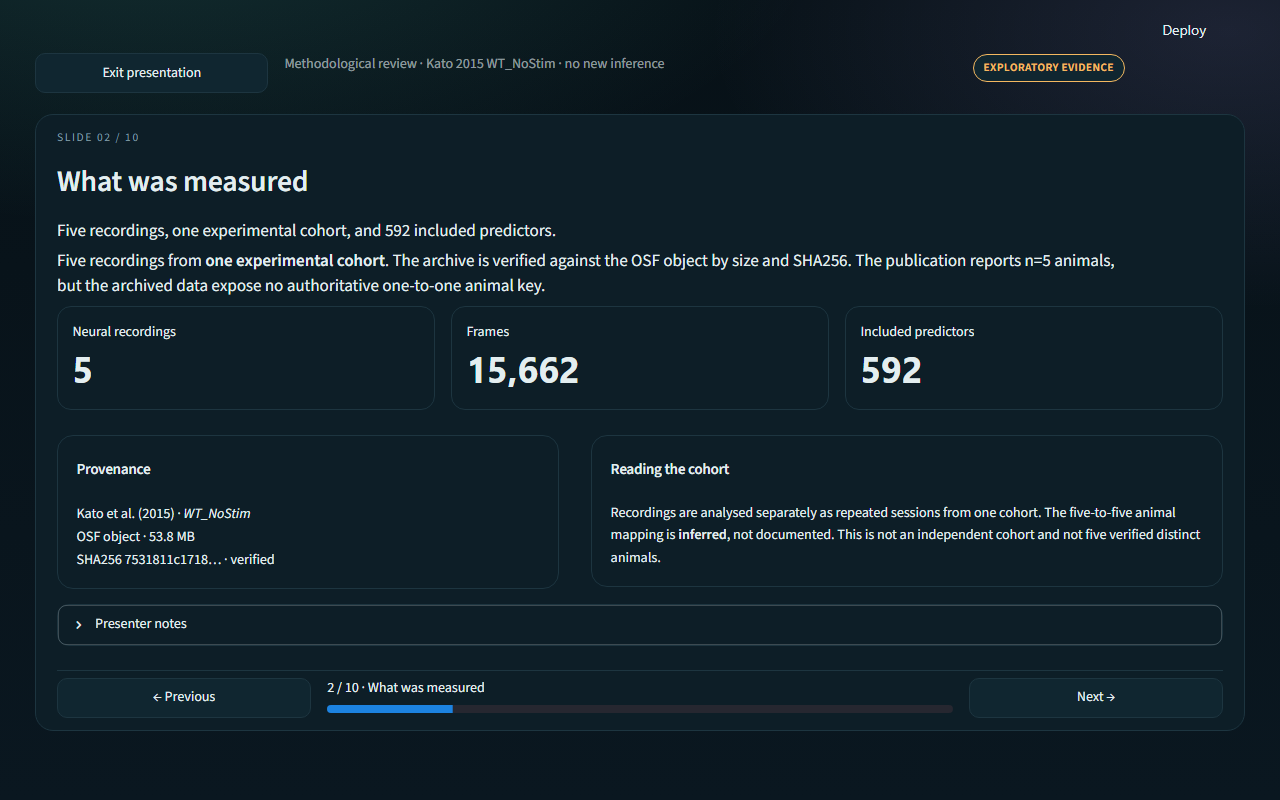 Deploy
Exit presentation
Methodological review · Kato 2015 WT_NoStim · no new inference
EXPLORATORY EVIDENCE
SLIDE 02 / 10
What was measured
Five recordings, one experimental cohort, and 592 included predictors.
Five recordings from one experimental cohort. The archive is verified against the OSF object by size and SHA256. The publication reports n=5 animals,
but the archived data expose no authoritative one-to-one animal key.
Neural recordings
5
Frames
15,662
Included predictors
592
Provenance
Kato et al. (2015) · WT_NoStim
OSF object · 53.8 MB
SHA256 7531811c1718… · verified
Reading the cohort
Recordings are analysed separately as repeated sessions from one cohort. The five-to-five animal
mapping is inferred, not documented. This is not an independent cohort and not five verified distinct
animals.
Presenter notes
← Previous
2 / 10 · What was measured
Next →